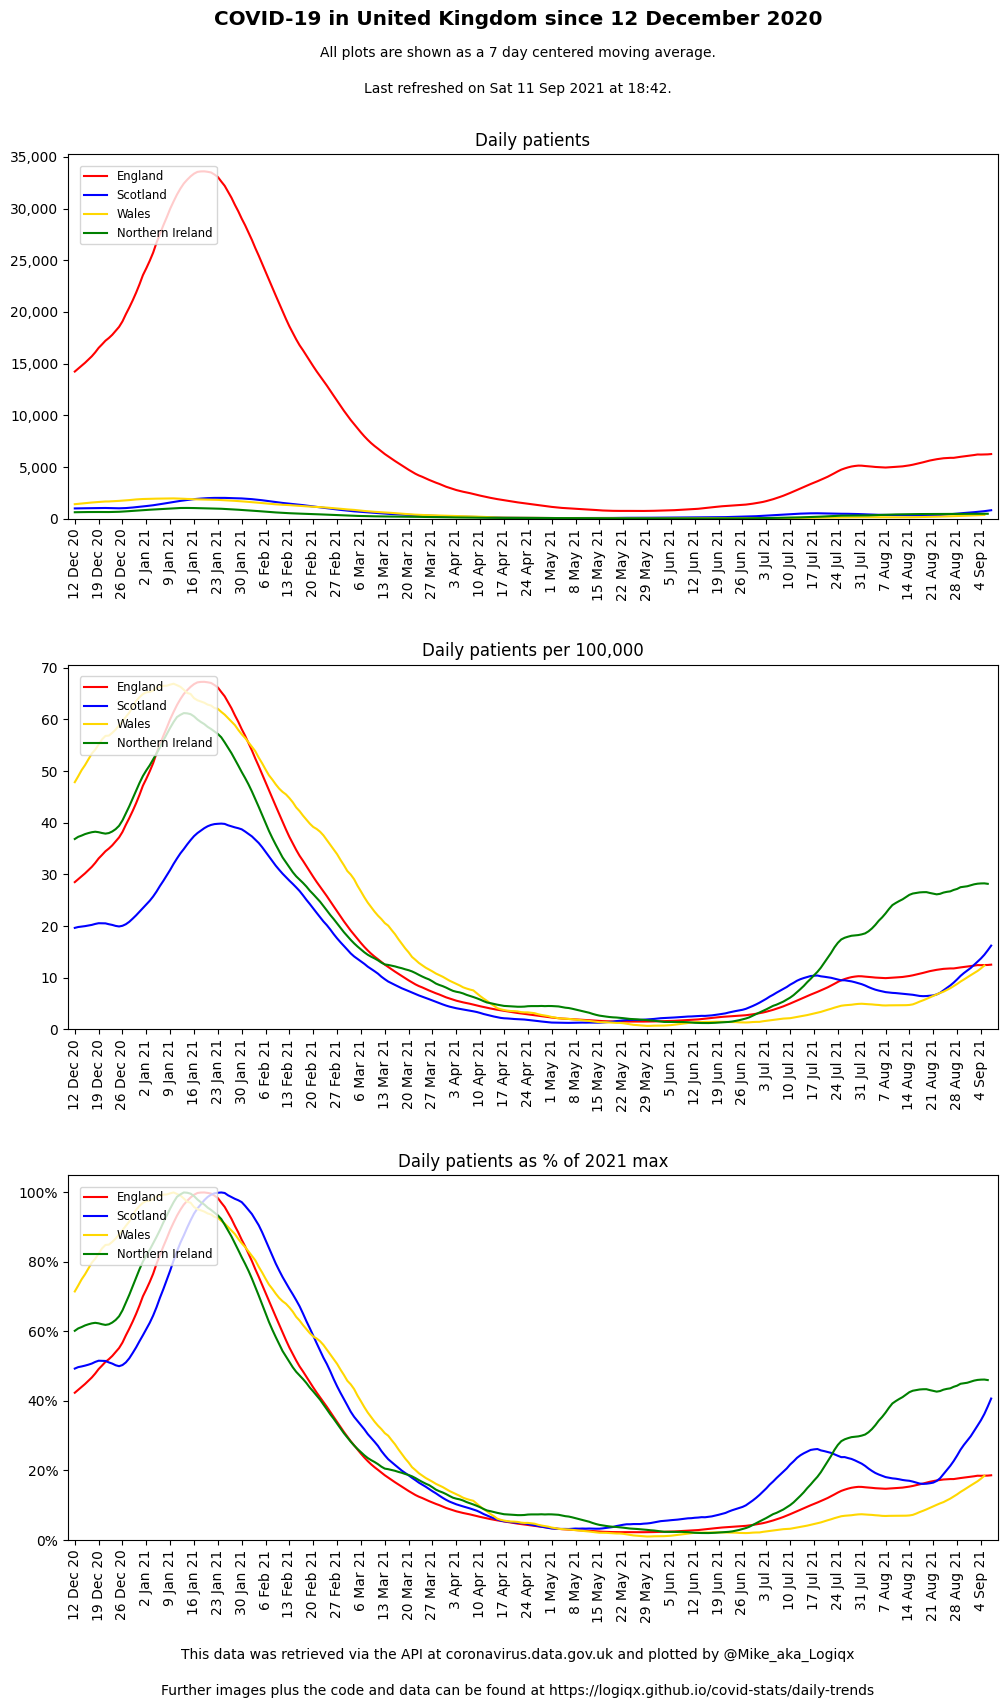 COVID-19 in United Kingdom since 12 December 2020
All plots are shown as a 7 day centered moving average.
Last refreshed on Sat 11 Sep 2021 at 18:42.
Daily patients
35,000
30,000
25,000
20,000
15,000
10,000
5,000
0
England
Scotland
Wales
Northern Ireland
12 Dec 20
19 Dec 20
26 Dec 20
2 Jan 21
9 Jan 21
16 Jan 21
23 Jan 21
30 Jan 21
6 Feb 21
13 Feb 21
20 Feb 21
27 Feb 21
6 Mar 21
13 Mar 21
20 Mar 21
27 Mar 21
3 Apr 21
10 Apr 21
17 Apr 21
24 Apr 21
1 May 21
8 May 21
15 May 21
22 May 21
29 May 21
5 Jun 21
12 Jun 21
19 Jun 21
26 Jun 21
3 Jul 21
10 Jul 21
17 Jul 21
24 Jul 21
31 Jul 21
7 Aug 21
14 Aug 21
21 Aug 21
28 Aug 21
4 Sep 21
Daily patients per 100,000
70
60
50
40
30
20
10
0
England
Scotland
Wales
Northern Ireland
12 Dec 20
19 Dec 20
26 Dec 20
2 Jan 21
9 Jan 21
16 Jan 21
23 Jan 21
30 Jan 21
6 Feb 21
13 Feb 21
20 Feb 21
27 Feb 21
6 Mar 21
13 Mar 21
20 Mar 21
27 Mar 21
3 Apr 21
10 Apr 21
17 Apr 21
24 Apr 21
1 May 21
8 May 21
15 May 21
22 May 21
29 May 21
5 Jun 21
12 Jun 21
19 Jun 21
26 Jun 21
3 Jul 21
10 Jul 21
17 Jul 21
24 Jul 21
31 Jul 21
7 Aug 21
14 Aug 21
21 Aug 21
28 Aug 21
4 Sep 21
Daily patients as % of 2021 max
100%
80%
60%
40%
20%
0%
England
Scotland
Wales
Northern Ireland
12 Dec 20
19 Dec 20
26 Dec 20
2 Jan 21
9 Jan 21
16 Jan 21
23 Jan 21
30 Jan 21
6 Feb 21
13 Feb 21
20 Feb 21
27 Feb 21
6 Mar 21
13 Mar 21
20 Mar 21
27 Mar 21
3 Apr 21
10 Apr 21
17 Apr 21
24 Apr 21
1 May 21
8 May 21
15 May 21
22 May 21
29 May 21
5 Jun 21
12 Jun 21
19 Jun 21
26 Jun 21
3 Jul 21
10 Jul 21
17 Jul 21
24 Jul 21
31 Jul 21
7 Aug 21
14 Aug 21
21 Aug 21
28 Aug 21
4 Sep 21
This data was retrieved via the API at coronavirus.data.gov.uk and plotted by @Mike_aka_Logiqx
Further images plus the code and data can be found at https://logiqx.github.io/covid-stats/daily-trends